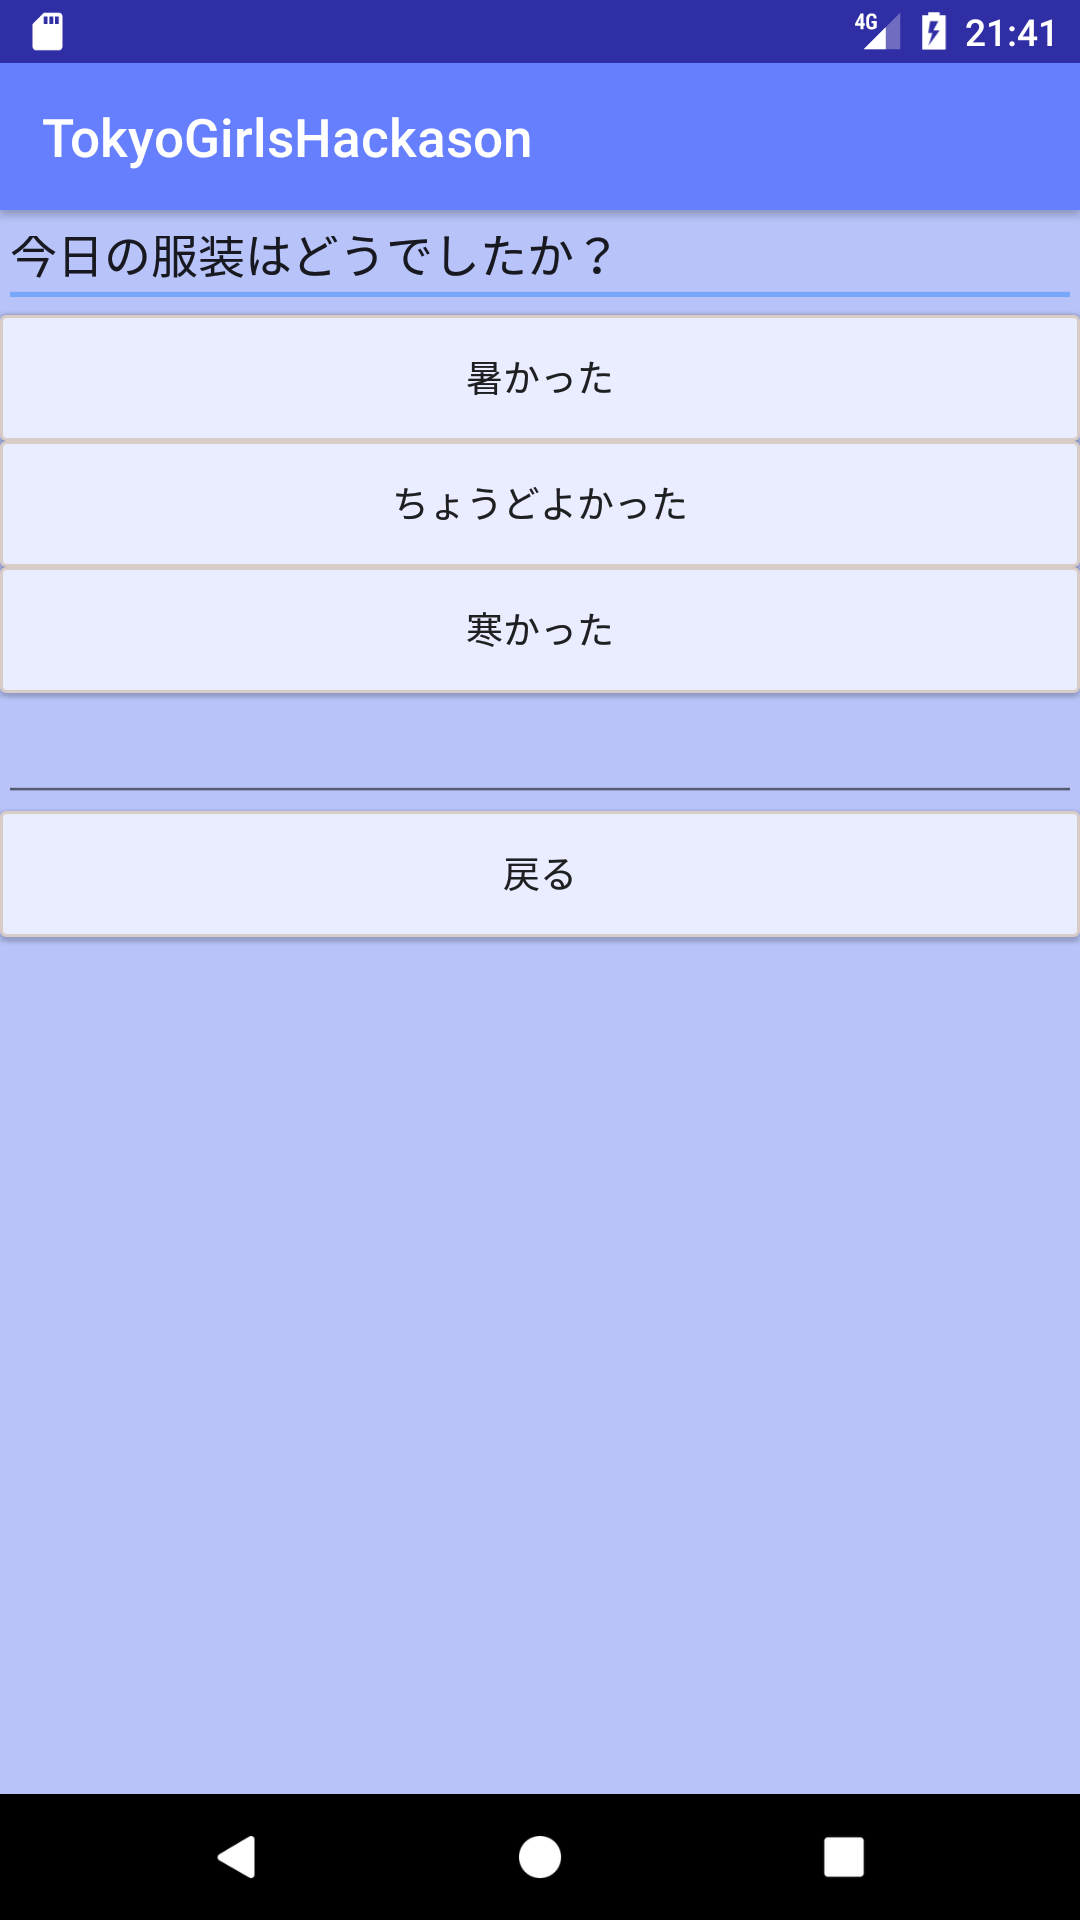 4G 21:41
TokyoGirlsHackason
今日の服装はどうでしたか？
暑かった
ちょうどよかった
寒かった
戻る